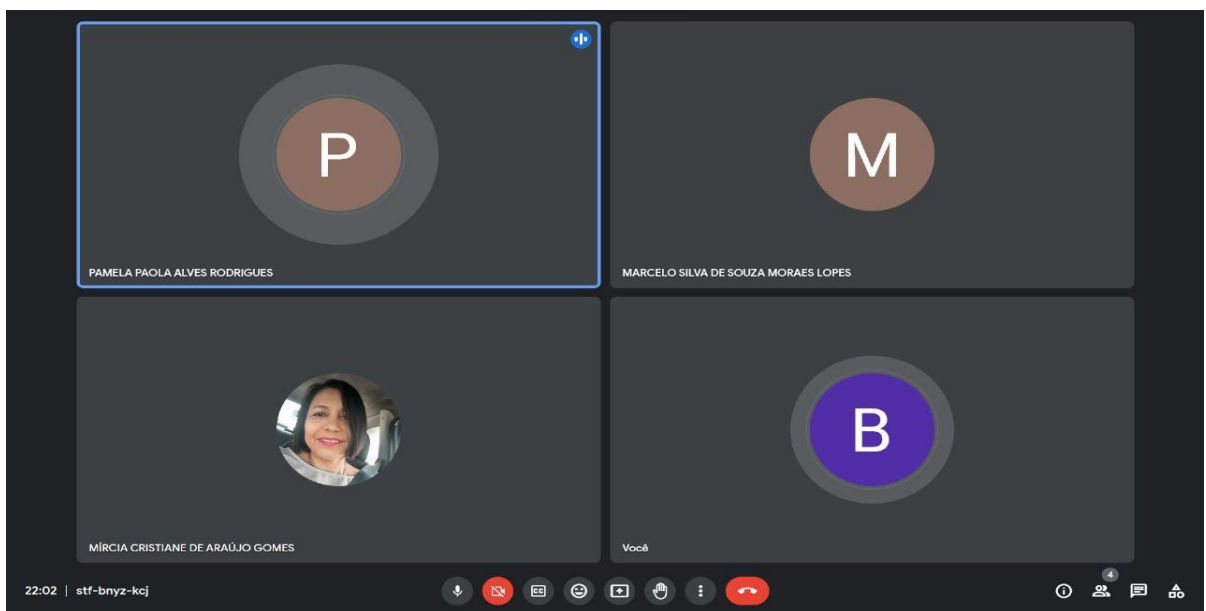 P
PAMELA PAOLA ALVES RODRIGUES
M
MARCELO SILVA DE SOUZA MORAES LOPES
MÍRCIA CRISTIANE DE ARAÚJO GOMES
B
Você
22:02 | stf-bnyz-kcj
CC
4